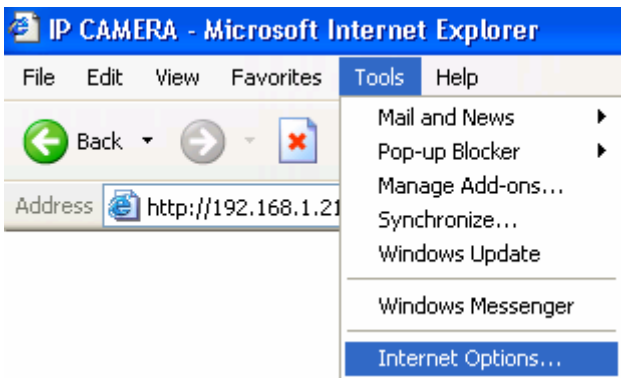 IP CAMERA - Microsoft Internet Explorer
File Edit View Favorites Tools Help
Mail and News
Back
Pop-up Blocker
Manage Add-ons...
Address http://192.168.1.21
Synchronize...
Windows Update
Windows Messenger
Internet Options...